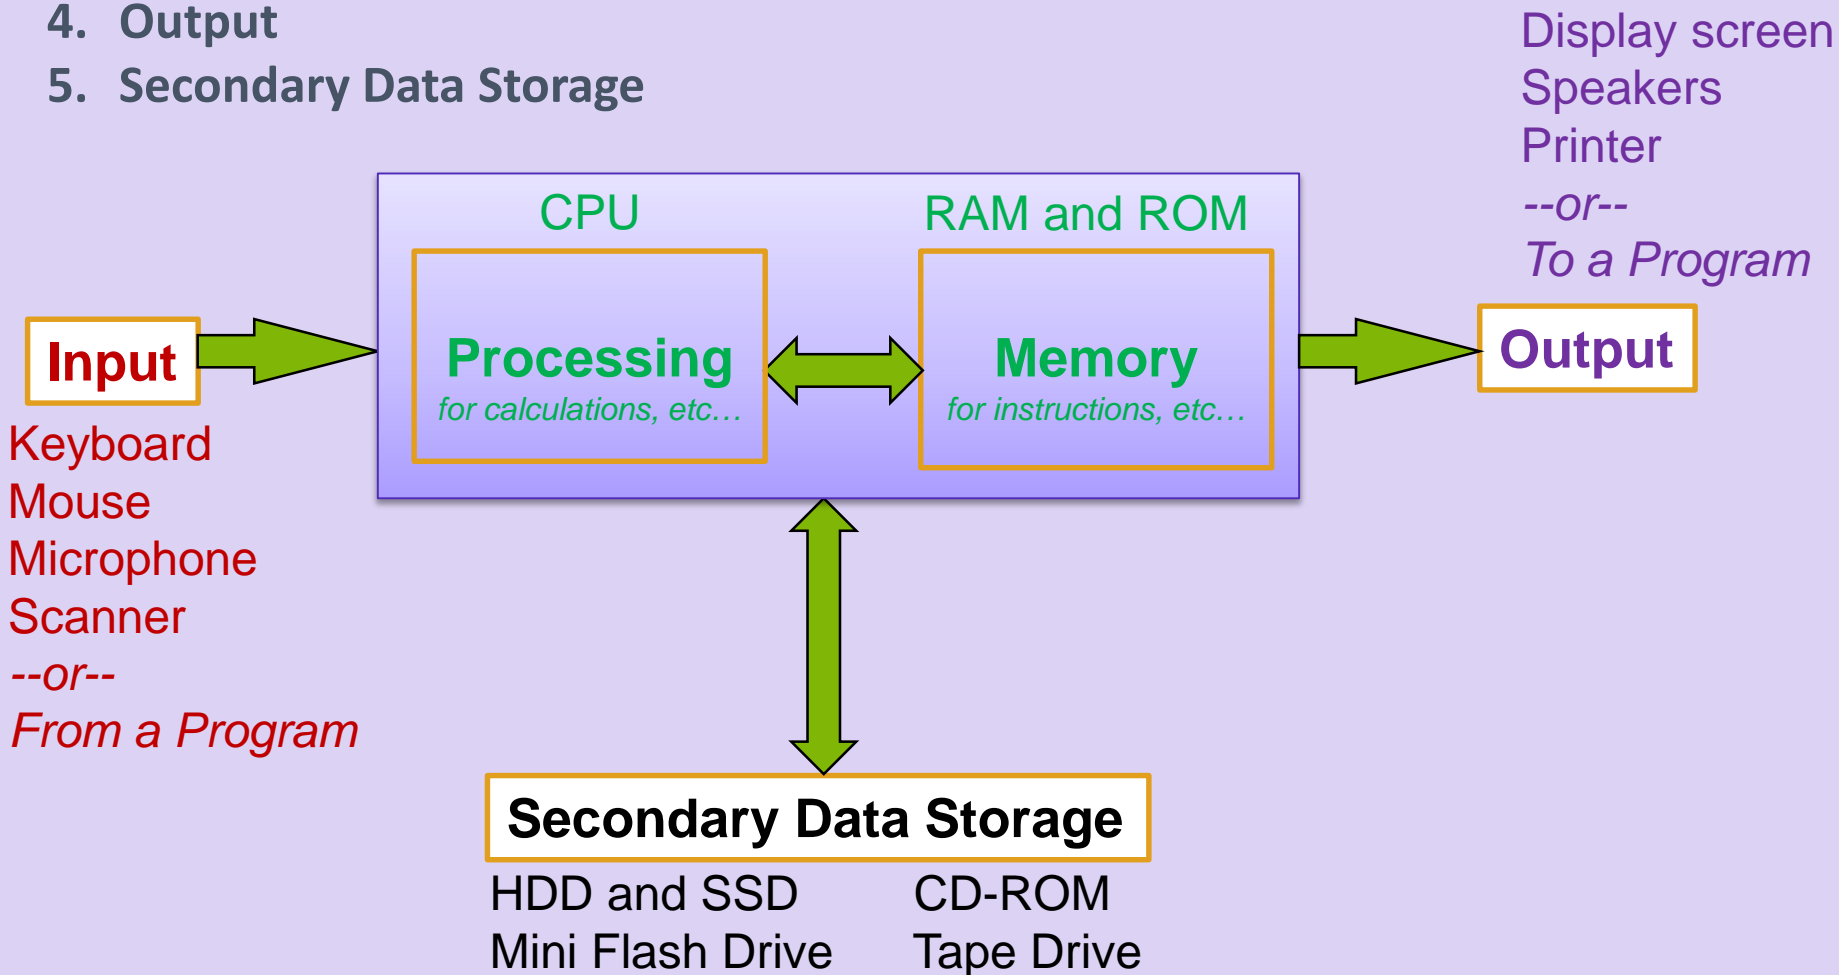 4. Output
5. Secondary Data Storage
Display screen
Speakers
Printer
--or--
To a Program
Output
CPU
Processing
for calculations, etc…
RAM and ROM
Memory
for instructions, etc…
Input
Keyboard
Mouse
Microphone
Scanner
--or--
From a Program
Secondary Data Storage
HDD and SSD CD-ROM
Mini Flash Drive Tape Drive